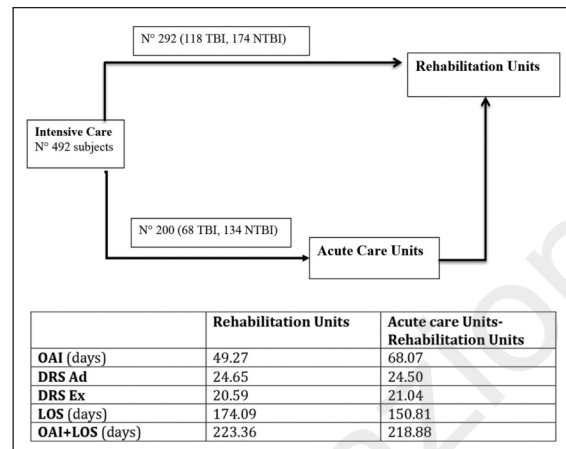 N° 292 (118 TBI, 174 NTBI)
Rehabilitation Units
Intensive Care
N° 492 subjects
N° 200 (68 TBI, 134 NTBI)
Acute Care Units
Rehabilitation Units Acute care Units-
Rehabilitation Units
OAI (days) 49.27 68.07
DRS Ad 24.65 24.50
DRS Ex 20.59 21.04
LOS (days) 174.09 150.81
OAI+LOS (days) 223.36 218.88